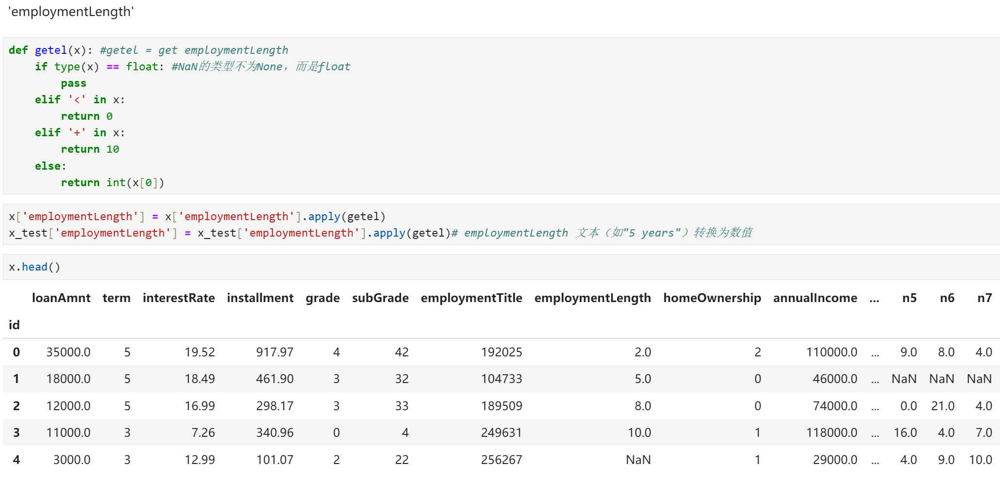 'employmentLength'
def getel(x): #getel = get employmentLength
    if type(x) == float: #NaN的类型不为None，而是float
        pass
    elif '<' in x:
        return 0
    elif '+' in x:
        return 10
    else:
        return int(x[0])
x['employmentLength'] = x['employmentLength'].apply(getel)
x_test['employmentLength'] = x_test['employmentLength'].apply(getel)# employmentLength 文本（如"5 years"）转换为数值
x.head()
loanAmnt term interestRate installment grade subGrade employmentTitle employmentLength homeOwnership annualIncome ... n5 n6 n7
id
0 35000.0 5 19.52 917.97 4 42 192025 2.0 2 110000.0 ... 9.0 8.0 4.0
1 18000.0 5 18.49 461.90 3 32 104733 5.0 0 46000.0 ... NaN NaN NaN
2 12000.0 5 16.99 298.17 3 33 189509 8.0 0 74000.0 ... 0.0 21.0 4.0
3 11000.0 3 7.26 340.96 0 4 249631 10.0 1 118000.0 ... 16.0 4.0 7.0
4 3000.0 3 12.99 101.07 2 22 256267 NaN 1 29000.0 ... 4.0 9.0 10.0